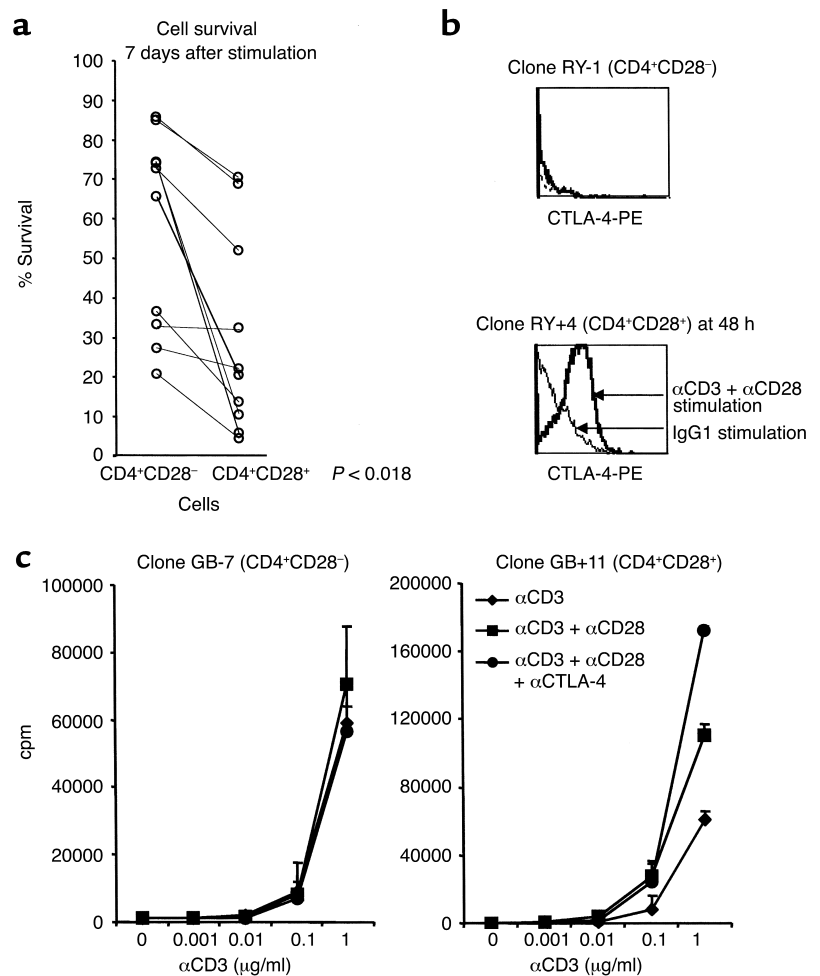 a
Cell survival
7 days after stimulation
100
90
80
70
60
50
40
30
20
10
0
% Survival
CD4⁺CD28⁻ CD4⁺CD28⁺ P < 0.018
Cells
b
Clone RY-1 (CD4⁺CD28⁻)
CTLA-4-PE
Clone RY+4 (CD4⁺CD28⁺) at 48 h
αCD3 + αCD28
stimulation
IgG1 stimulation
CTLA-4-PE
c
Clone GB-7 (CD4⁺CD28⁻)
100000
80000
60000
40000
20000
0
cpm
0 0.001 0.01 0.1 1
αCD3 (μg/ml)
Clone GB+11 (CD4⁺CD28⁺)
200000
160000
120000
80000
40000
0
αCD3
αCD3 + αCD28
αCD3 + αCD28
+ αCTLA-4
0 0.001 0.01 0.1 1
αCD3 (μg/ml)